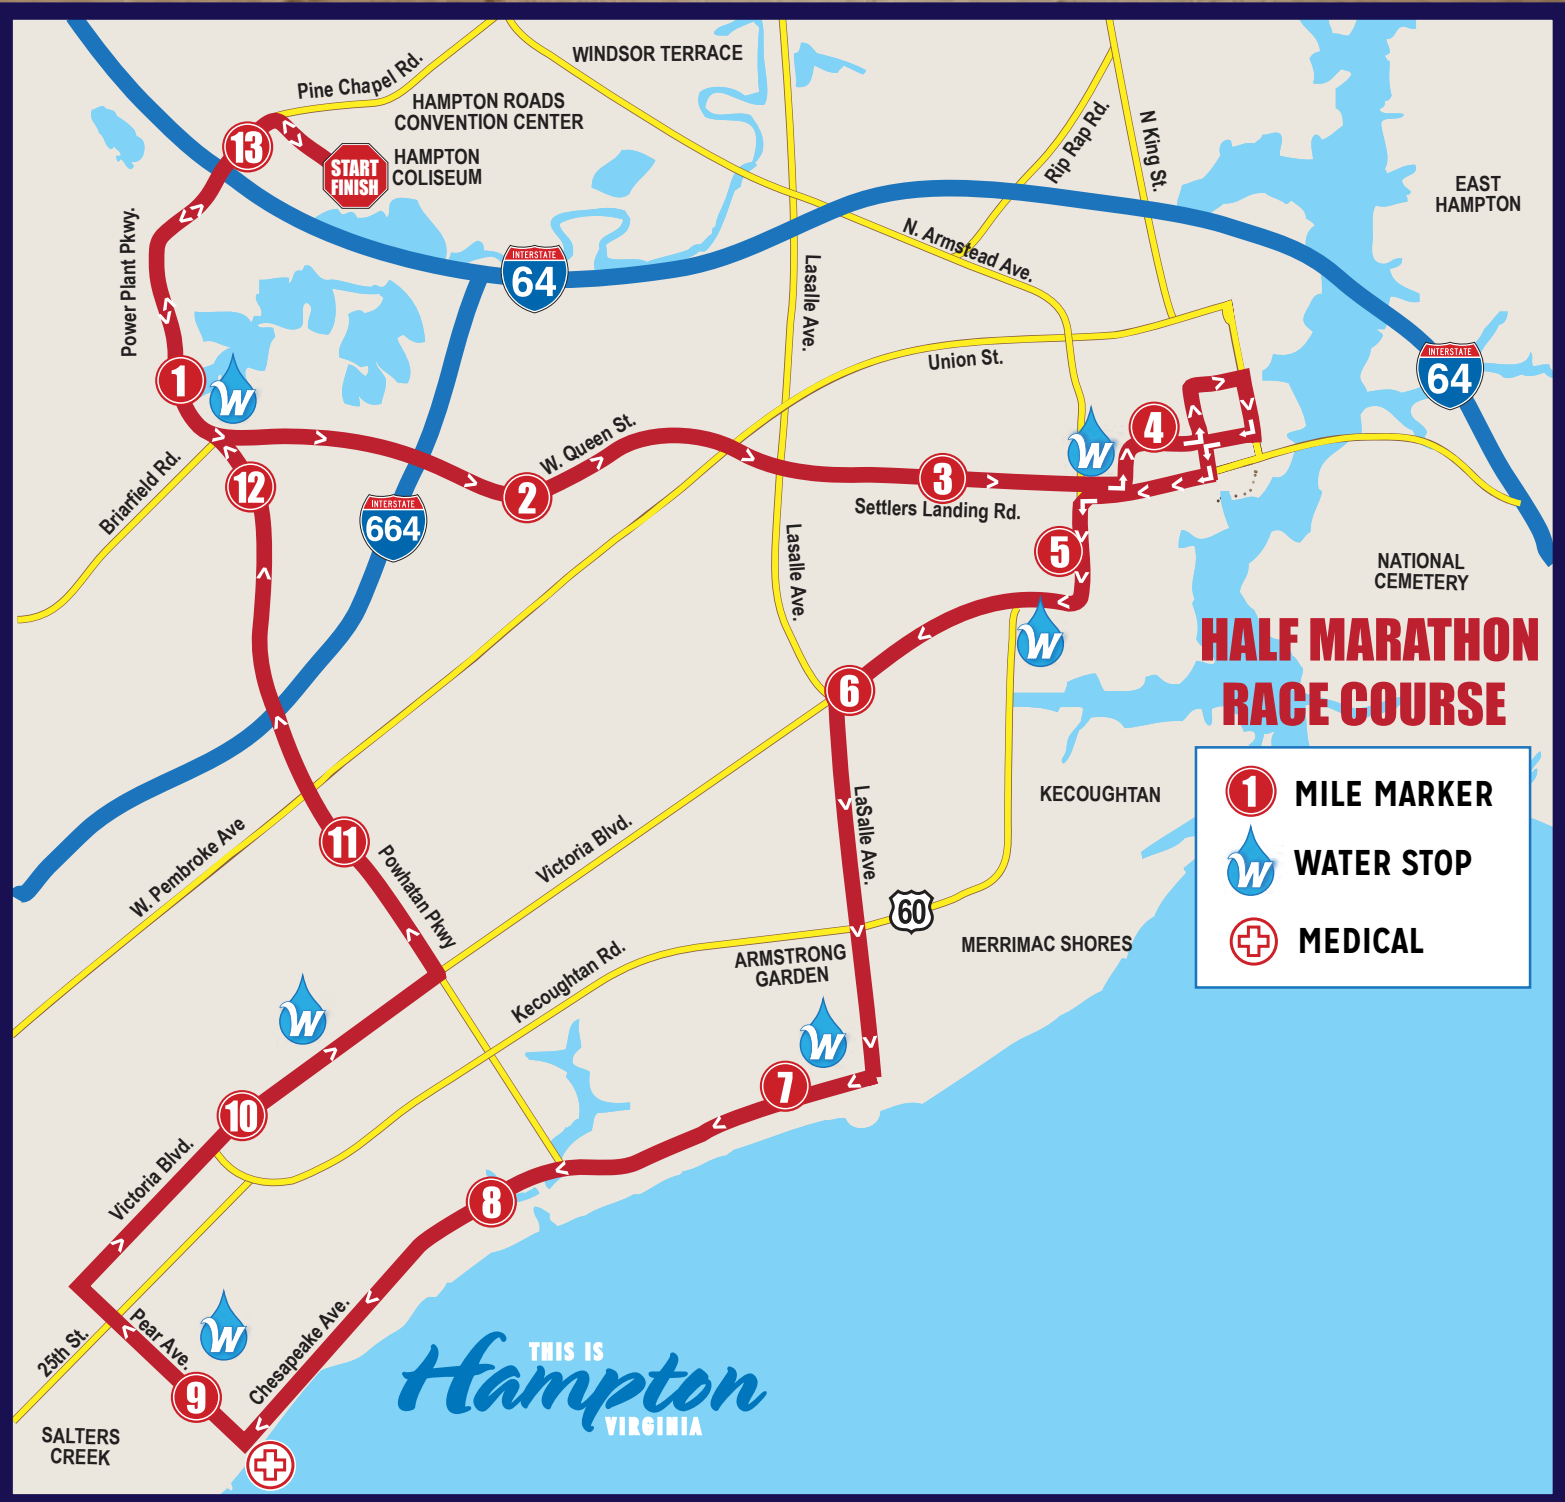 WINDSOR TERRACE
Pine Chapel Rd.
HAMPTON ROADS
CONVENTION CENTER
HAMPTON
COLISEUM
START
FINISH
13
Rip Rap Rd.
N King St.
EAST
HAMPTON
Power Plant Pkwy.
N. Armstead Ave.
INTERSTATE
64
Lasalle Ave.
Union St.
INTERSTATE
64
1
W
W. Queen St.
4
W
Briarfield Rd.
12
2
3
Settlers Landing Rd.
INTERSTATE
664
Lasalle Ave.
5
NATIONAL
CEMETERY
W
HALF MARATHON
RACE COURSE
6
1 MILE MARKER
W WATER STOP
MEDICAL
KECOUGHTAN
LaSalle Ave.
Victoria Blvd.
11
W. Pembroke Ave
Powhatan Pkwy
60
MERRIMAC SHORES
ARMSTRONG
GARDEN
Kecoughtan Rd.
W
W
7
10
Victoria Blvd.
8
W
Pear Ave.
25th St.
Chesapeake Ave.
9
SALTERS
CREEK
THIS IS
Hampton
VIRGINIA